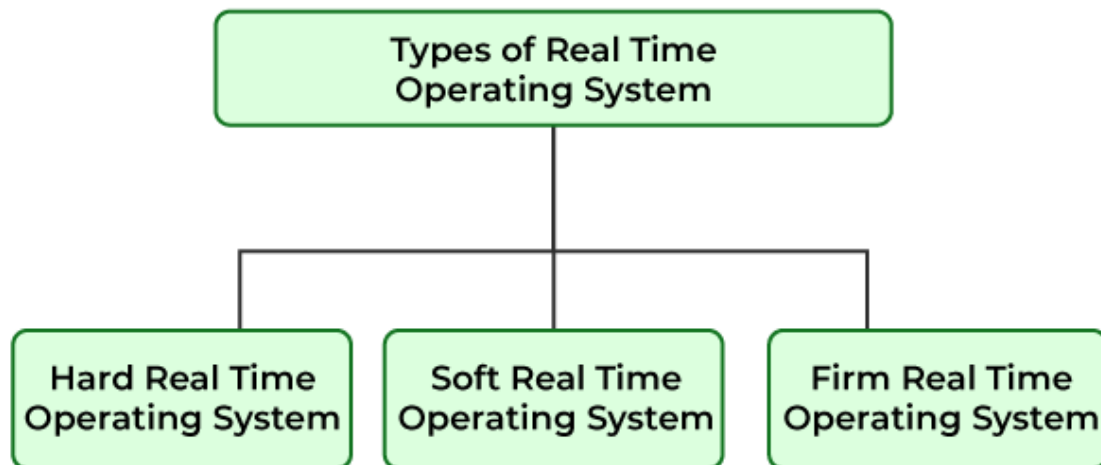 Types of Real Time
Operating System
Hard Real Time
Operating System
Soft Real Time
Operating System
Firm Real Time
Operating System